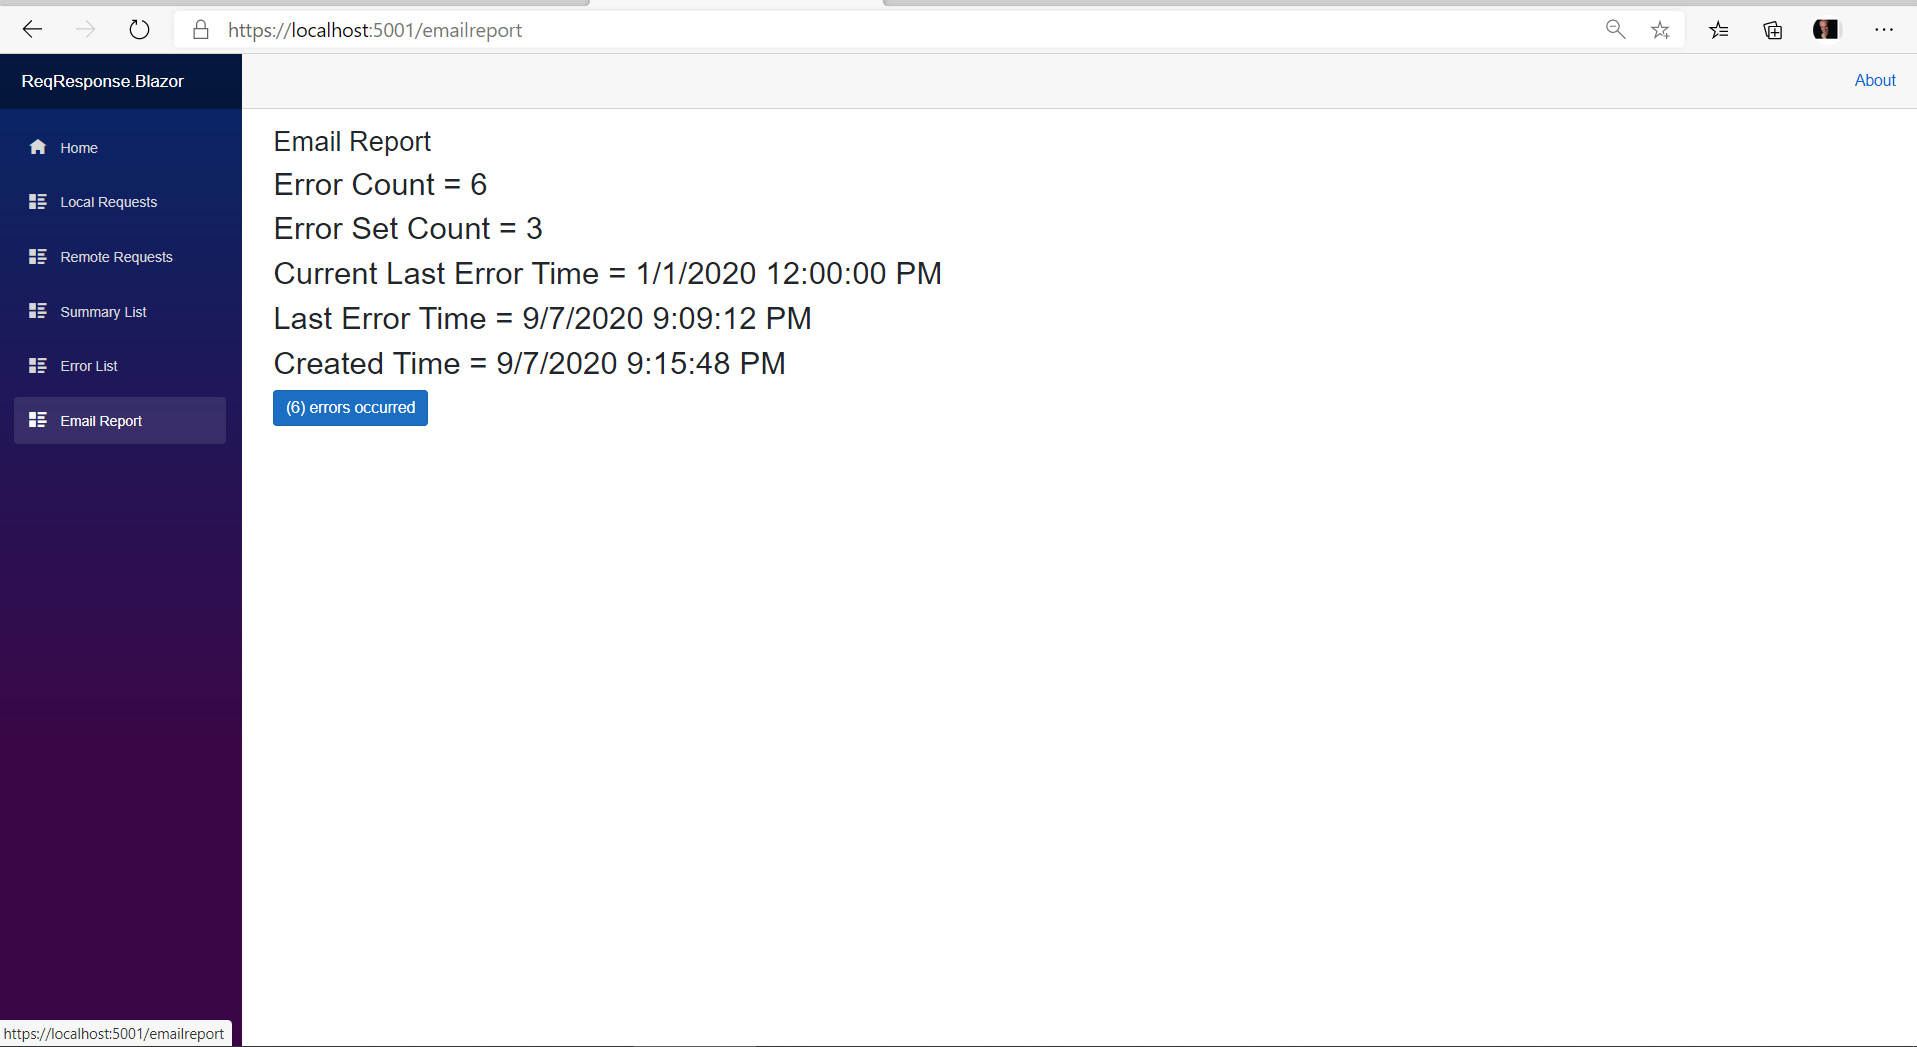 https://localhost:5001/emailreport
ReqResponse.Blazor
About
Home
Local Requests
Remote Requests
Summary List
Error List
Email Report
Email Report
Error Count = 6
Error Set Count = 3
Current Last Error Time = 1/1/2020 12:00:00 PM
Last Error Time = 9/7/2020 9:09:12 PM
Created Time = 9/7/2020 9:15:48 PM
(6) errors occurred
https://localhost:5001/emailreport